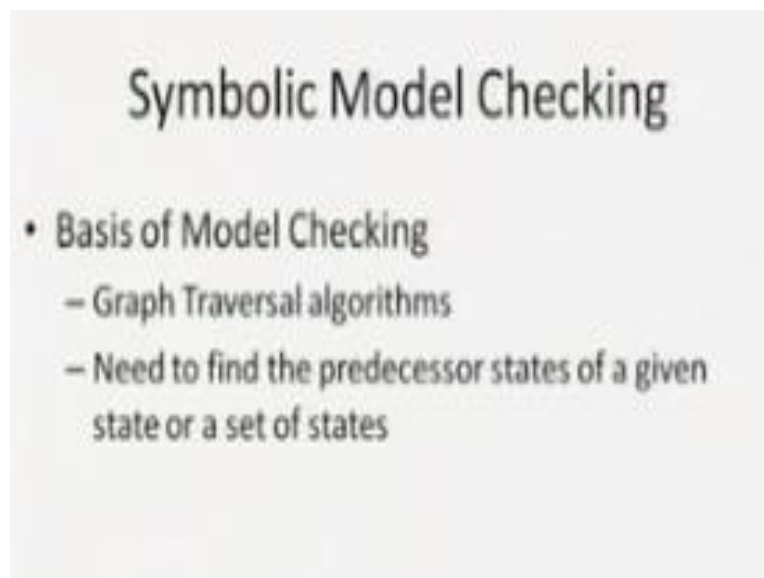 Symbolic Model Checking
• Basis of Model Checking
– Graph Traversal algorithms
– Need to find the predecessor states of a given
state or a set of states